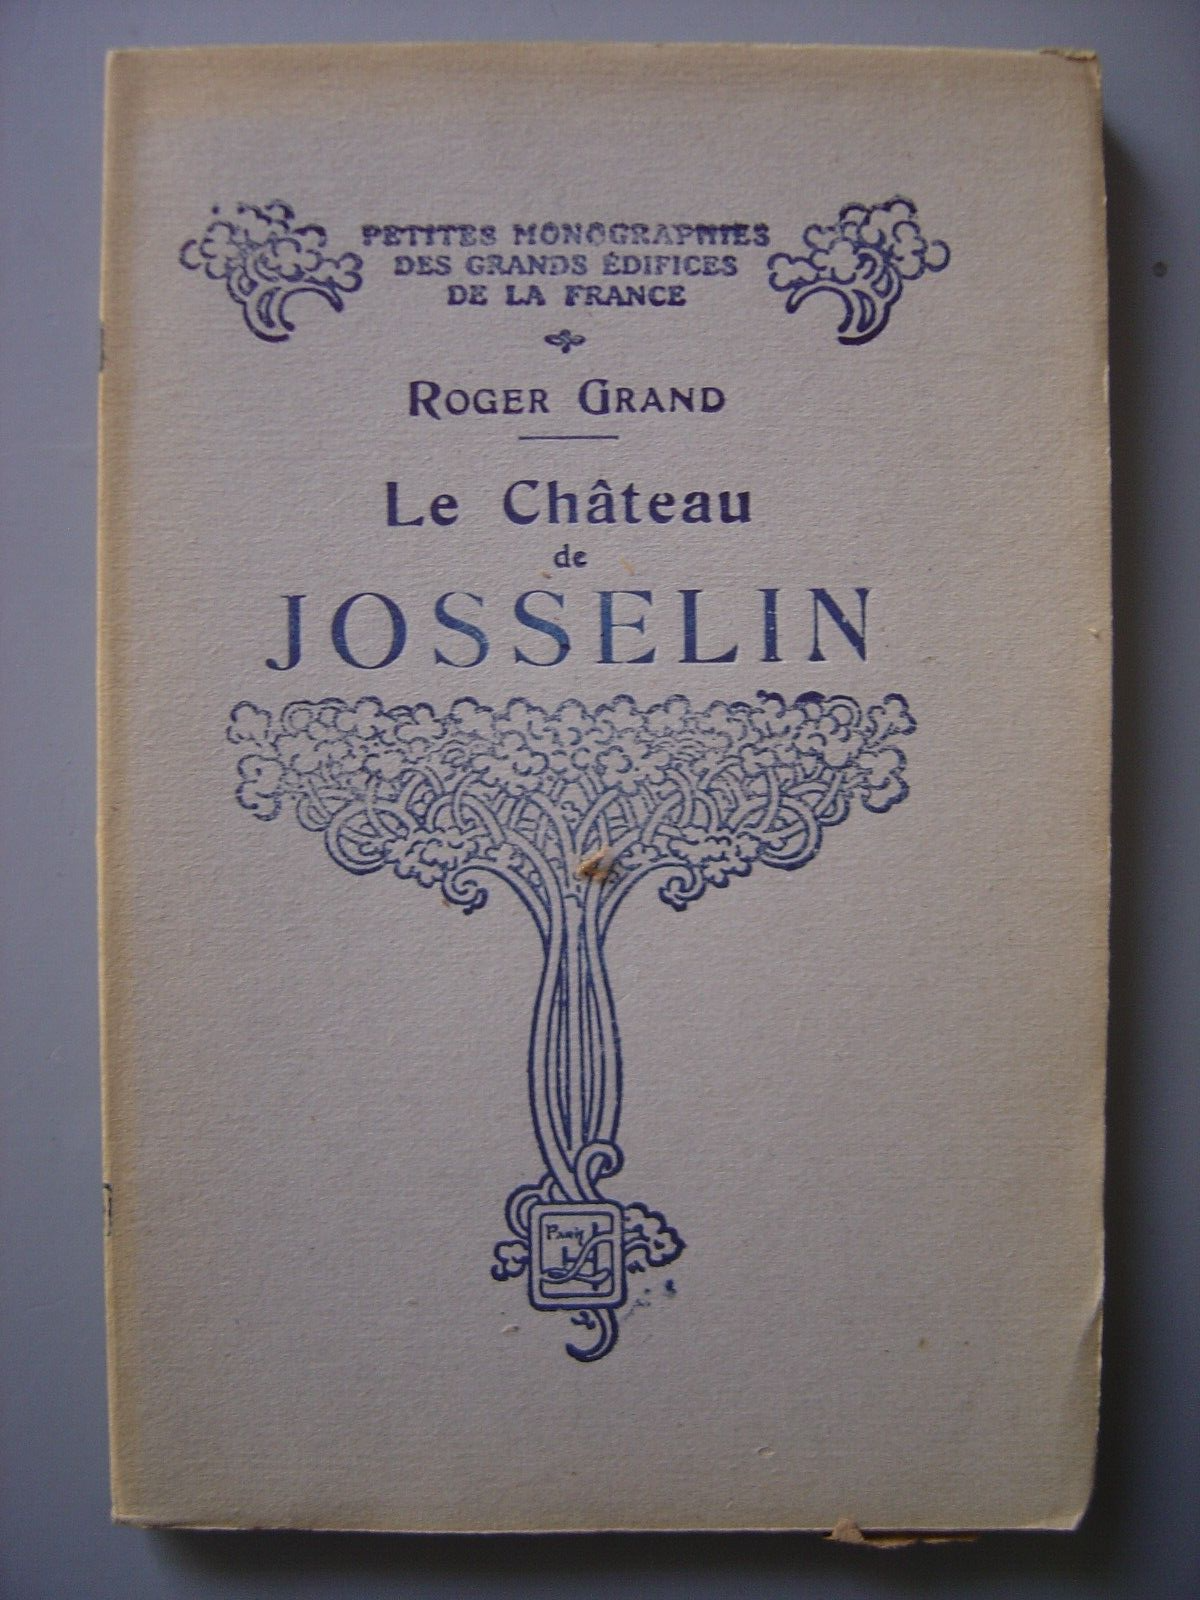 PETITES MONOGRAPHIES
DES GRANDS ÉDIFICES
DE LA FRANCE
ROGER GRAND
Le Château
de
JOSSELIN
Paris